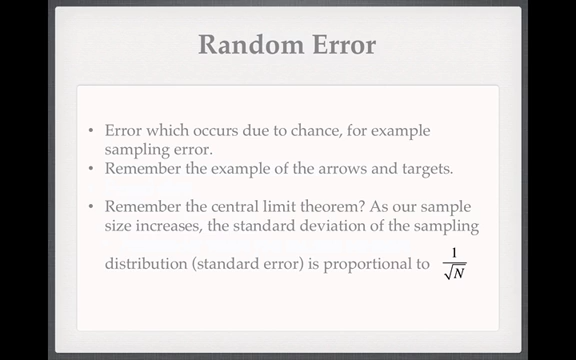 Random Error
• Error which occurs due to chance, for example
sampling error.
• Remember the example of the arrows and targets.
• Remember the central limit theorem? As our sample
size increases, the standard deviation of the sampling
distribution (standard error) is proportional to 1/√N